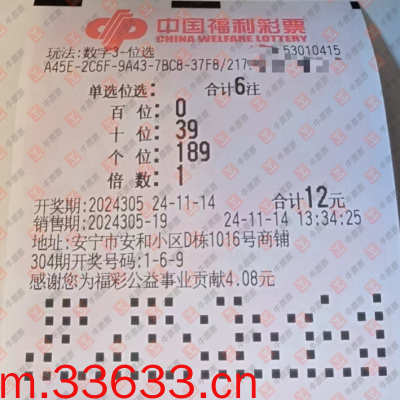 中国福利彩票
CHINA WELFARE LOTTERY
玩法:数字3-位选 53010415
A45E-2C6F-9A43-7BC8-37F8/217
单选位选: 合计6注
百 位: 0
十 位: 39
个 位: 189
倍 数: 1
开奖期:2024305 24-11-14 合计12元
销售期:2024305-19 24-11-14 13:34:25
地址:安宁市安和小区D栋1016号商铺
304期开奖号码:1-6-9
感谢您为福彩公益事业贡献4.08元
m.33633.cn